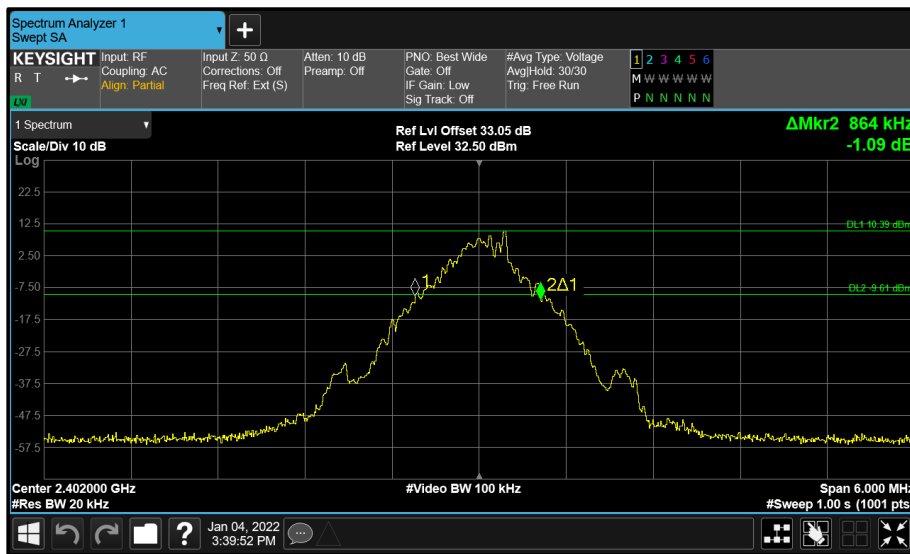 Spectrum Analyzer 1
Swept SA
KEYSIGHT
R T
LXI
Input: RF
Coupling: AC
Align: Partial
Input Z: 50 Ω
Corrections: Off
Freq Ref: Ext (S)
Atten: 10 dB
Preamp: Off
PNO: Best Wide
Gate: Off
IF Gain: Low
Sig Track: Off
#Avg Type: Voltage
Avg|Hold: 30/30
Trig: Free Run
1 2 3 4 5 6
M W W W W W
P N N N N N
1 Spectrum
Scale/Div 10 dB
Log
Ref Lvl Offset 33.05 dB
Ref Level 32.50 dBm
ΔMkr2 864 kHz
-1.09 dB
22.5
12.5
DL1 10.39 dBm
2.50
-7.50
1
2Δ1
DL2 -9.61 dBm
-17.5
-27.5
-37.5
-47.5
-57.5
Center 2.402000 GHz
#Video BW 100 kHz
Span 6.000 MHz
#Res BW 20 kHz
#Sweep 1.00 s (1001 pts
?
Jan 04, 2022
3:39:52 PM